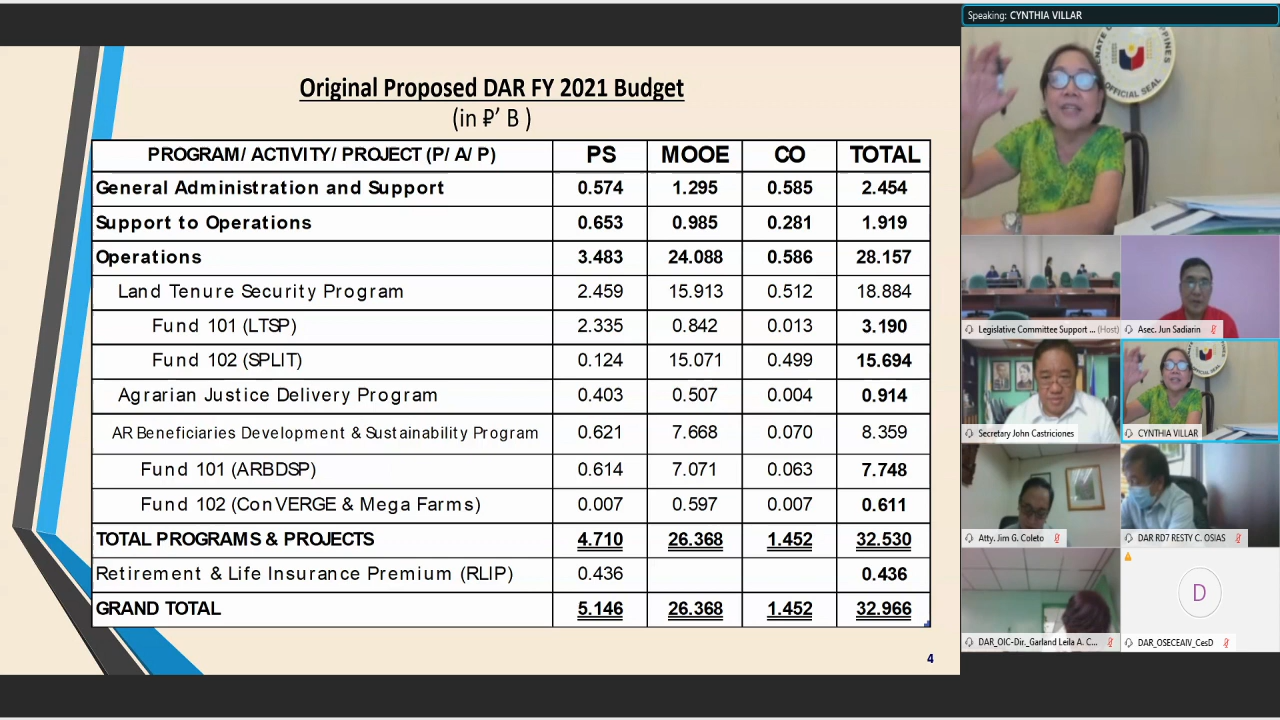 Original Proposed DAR FY 2021 Budget
(in ₱' B )
PROGRAM/ ACTIVITY/ PROJECT (P/ A/ P) PS MOOE CO TOTAL
General Administration and Support 0.574 1.295 0.585 2.454
Support to Operations 0.653 0.985 0.281 1.919
Operations 3.483 24.088 0.586 28.157
Land Tenure Security Program 2.459 15.913 0.512 18.884
Fund 101 (LTSP) 2.335 0.842 0.013 3.190
Fund 102 (SPLIT) 0.124 15.071 0.499 15.694
Agrarian Justice Delivery Program 0.403 0.507 0.004 0.914
AR Beneficiaries Development & Sustainability Program 0.621 7.668 0.070 8.359
Fund 101 (ARBDSP) 0.614 7.071 0.063 7.748
Fund 102 (ConVERGE & Mega Farms) 0.007 0.597 0.007 0.611
TOTAL PROGRAMS & PROJECTS 4.710 26.368 1.452 32.530
Retirement & Life Insurance Premium (RLIP) 0.436 0.436
GRAND TOTAL 5.146 26.368 1.452 32.966
4
Speaking: CYNTHIA VILLAR
OFFICIAL SEAL
Legislative Committee Support ... (Host)
Asec. Jun Sadiarin
Secretary John Castriciones
CYNTHIA VILLAR
Atty. Jim G. Coleto
DAR RD7 RESTY C. OSIAS
DAR_OIC-Dir._Garland Leila A. C...
D
DAR_OSECEAIV_CesD